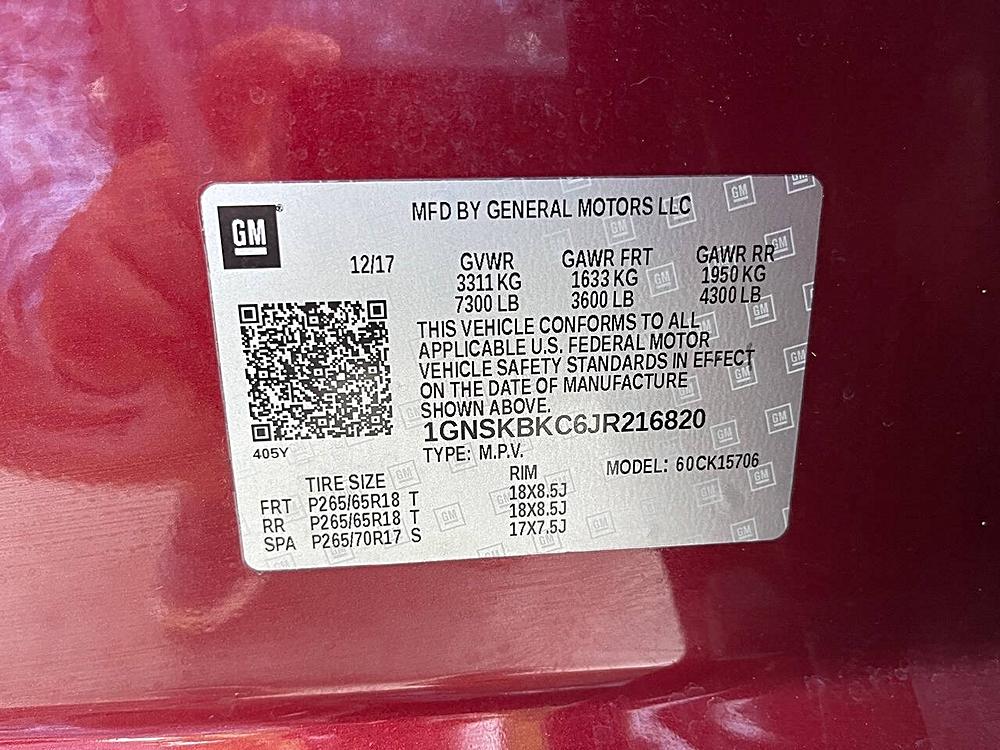 GM
MFD BY GENERAL MOTORS LLC
12/17
GVWR GAWR FRT GAWR RR
3311 KG 1633 KG 1950 KG
7300 LB 3600 LB 4300 LB
THIS VEHICLE CONFORMS TO ALL
APPLICABLE U.S. FEDERAL MOTOR
VEHICLE SAFETY STANDARDS IN EFFECT
ON THE DATE OF MANUFACTURE
SHOWN ABOVE.
1GNSKBKC6JR216820
405Y
TYPE: M.P.V. MODEL: 60CK15706
TIRE SIZE RIM
FRT P265/65R18 T 18X8.5J
RR P265/65R18 T 18X8.5J
SPA P265/70R17 S 17X7.5J